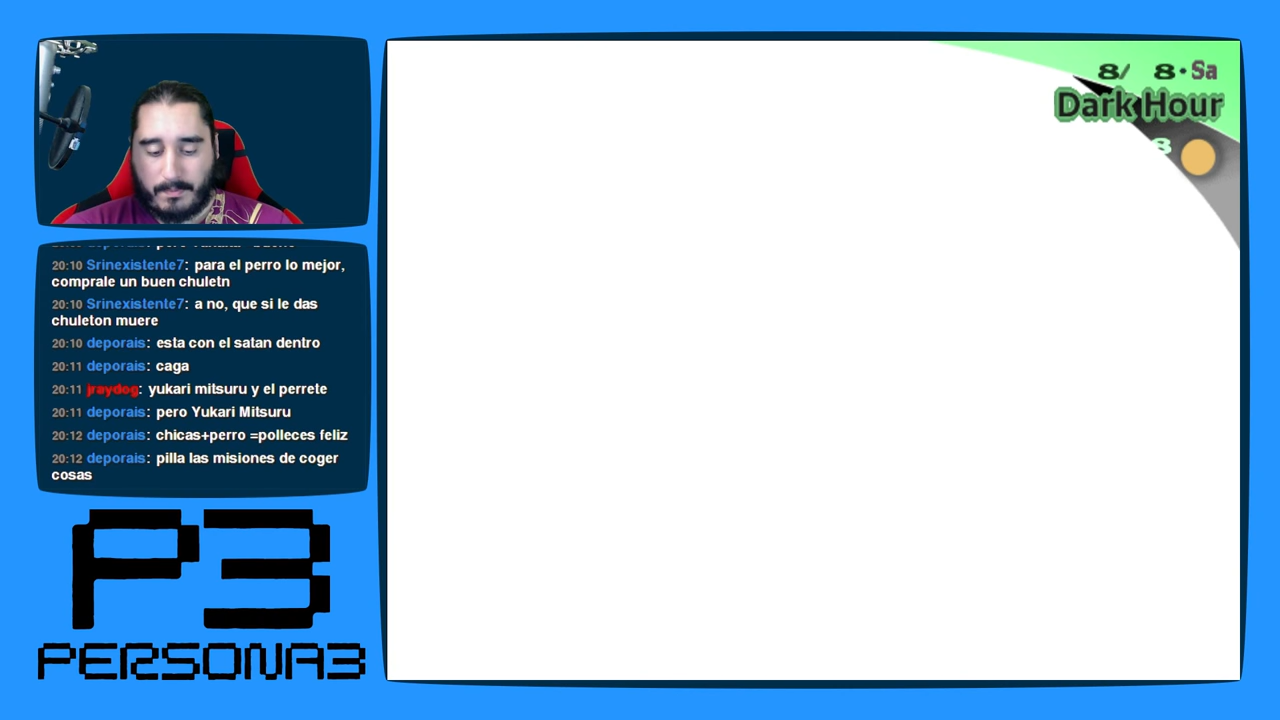 20:10 Srinexistente7: para el perro lo mejor,
comprale un buen chuletn
20:10 Srinexistente7: a no, que si le das
chuleton muere
20:10 deporais: esta con el satan dentro
20:11 deporais: caga
20:11 jraydog: yukari mitsuru y el perrete
20:11 deporais: pero Yukari Mitsuru
20:12 deporais: chicas+perro =polleces feliz
20:12 deporais: pilla las misiones de coger
cosas
P3
PERSONA3
8/ 8·Sa
Dark Hour
8